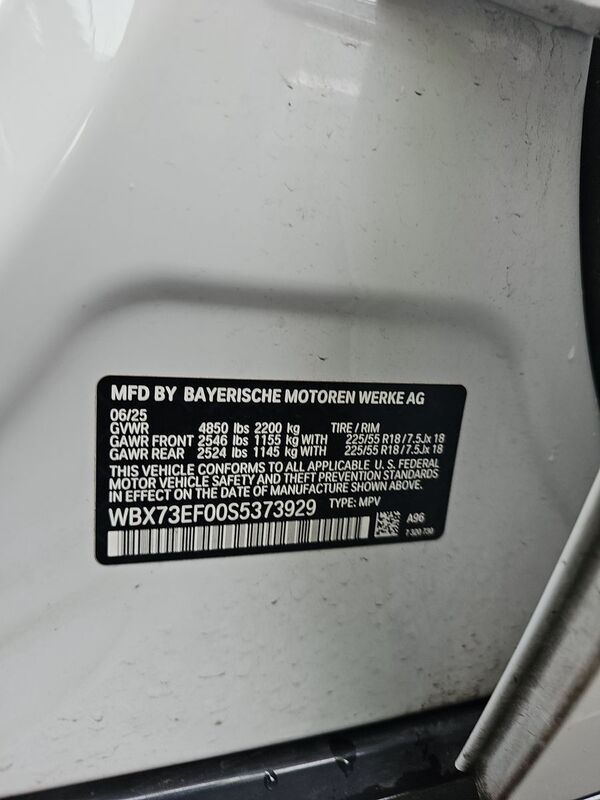 MFD BY BAYERISCHE MOTOREN WERKE AG
06/25
GVWR 4850 lbs 2200 kg TIRE / RIM
GAWR FRONT 2546 lbs 1155 kg WITH 225/55 R18 / 7.5Jx 18
GAWR REAR 2524 lbs 1145 kg WITH 225/55 R18 / 7.5Jx 18
THIS VEHICLE CONFORMS TO ALL APPLICABLE U. S. FEDERAL
MOTOR VEHICLE SAFETY AND THEFT PREVENTION STANDARDS
IN EFFECT ON THE DATE OF MANUFACTURE SHOWN ABOVE.
WBX73EF00S5373929 TYPE: MPV
A96
7 320 730